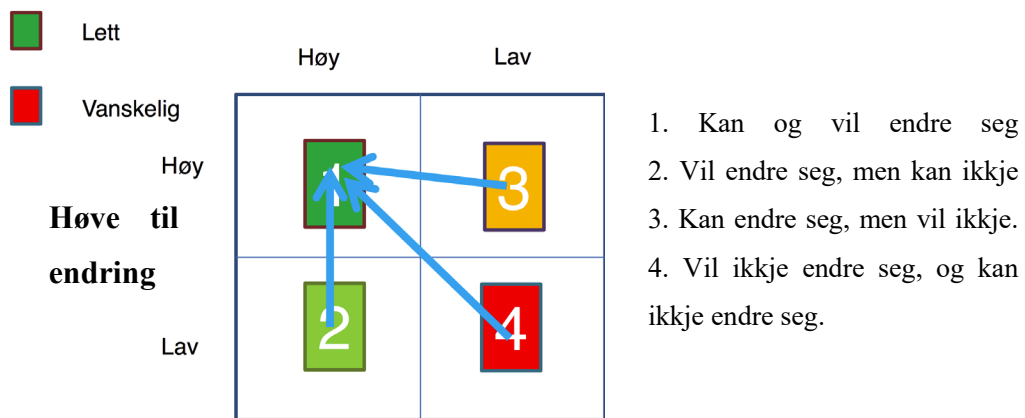 Lett
Høy Lav
Vanskelig
Høy
Høve til
endring
Lav
1
3
2
4
1. Kan og vil endre seg
2. Vil endre seg, men kan ikkje
3. Kan endre seg, men vil ikkje.
4. Vil ikkje endre seg, og kan
ikkje endre seg.